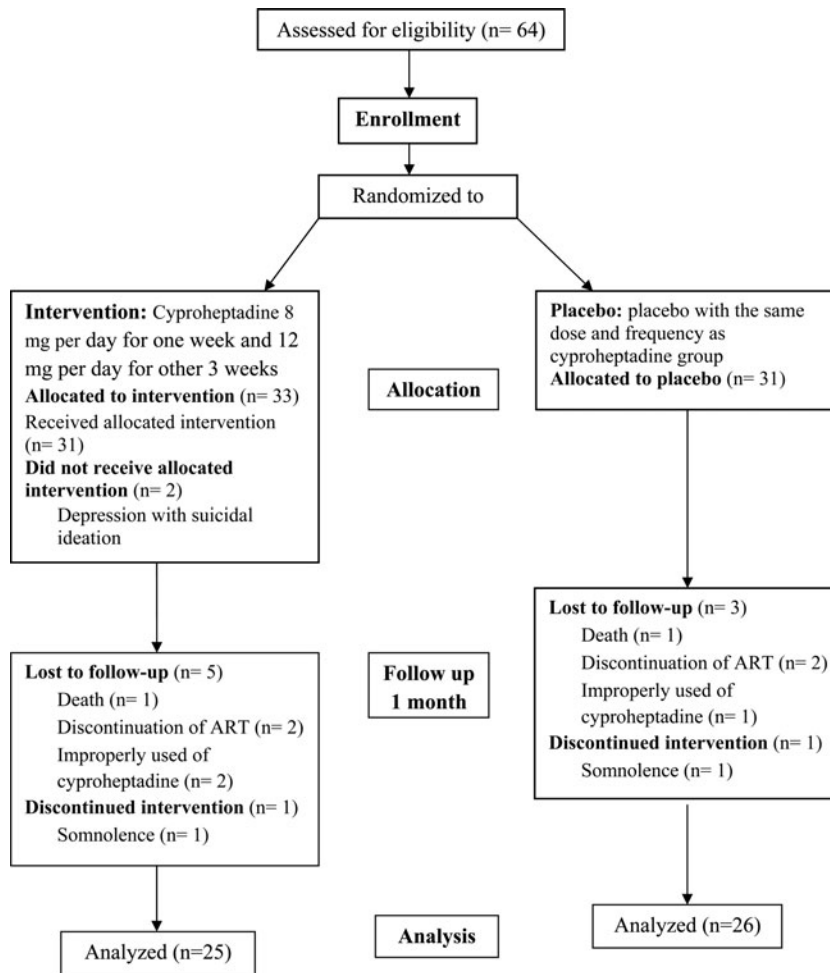 Assessed for eligibility (n= 64)
Enrollment
Randomized to
Intervention: Cyproheptadine 8
mg per day for one week and 12
mg per day for other 3 weeks
Allocated to intervention (n= 33)
Received allocated intervention
(n= 31)
Did not receive allocated
intervention (n= 2)
Depression with suicidal
ideation
Allocation
Placebo: placebo with the same
dose and frequency as
cyproheptadine group
Allocated to placebo (n= 31)
Lost to follow-up (n= 5)
Death (n= 1)
Discontinuation of ART (n= 2)
Improperly used of
cyproheptadine (n= 2)
Discontinued intervention (n= 1)
Somnolence (n= 1)
Follow up
1 month
Lost to follow-up (n= 3)
Death (n= 1)
Discontinuation of ART (n= 2)
Improperly used of
cyproheptadine (n= 1)
Discontinued intervention (n= 1)
Somnolence (n= 1)
Analyzed (n=25)
Analysis
Analyzed (n=26)